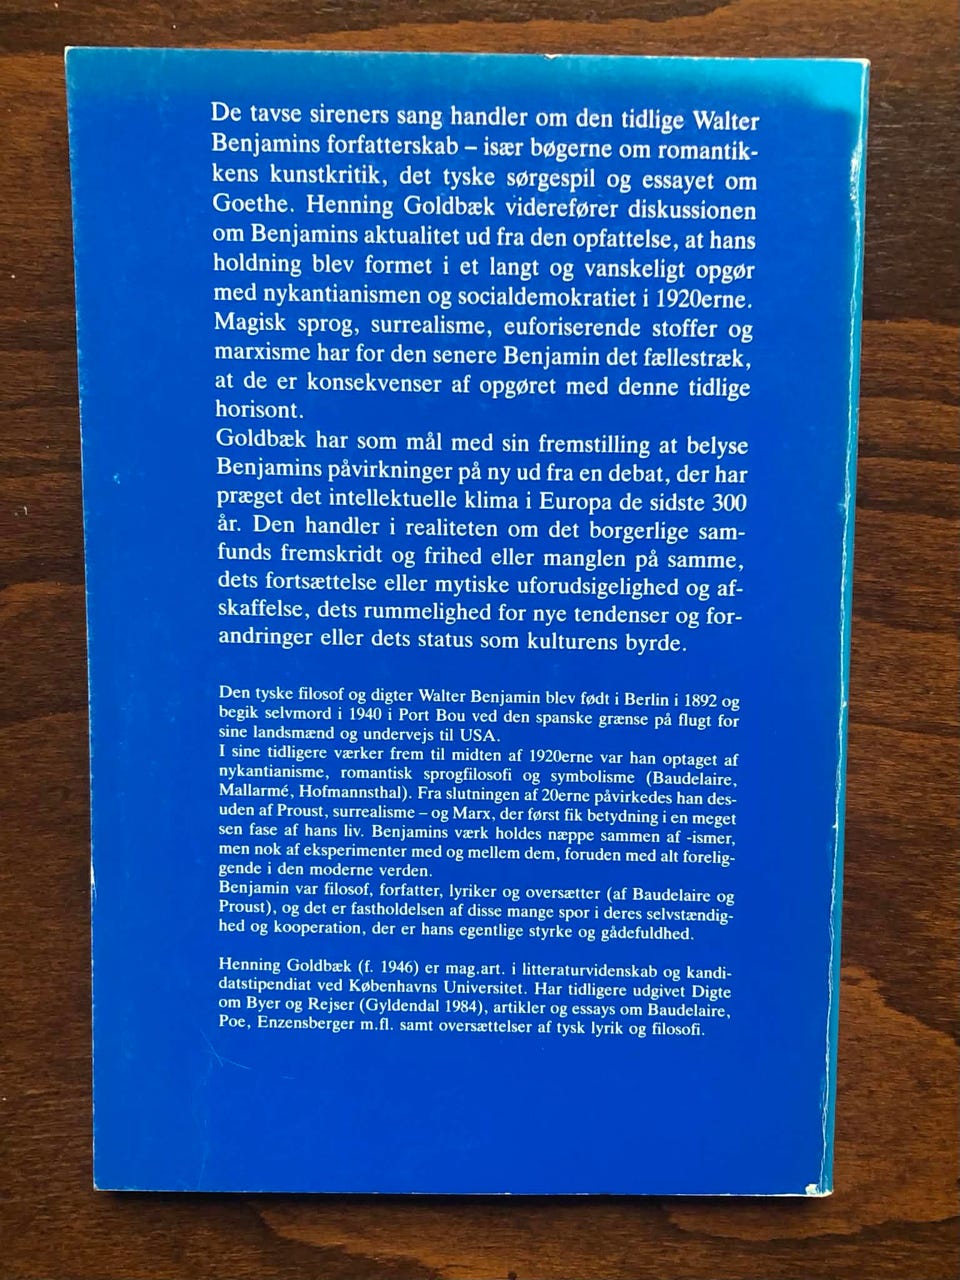 De tavse sireners sang handler om den tidlige Walter
Benjamins forfatterskab – især bøgerne om romantik-
kens kunstkritik, det tyske sørgespil og essayet om
Goethe. Henning Goldbæk viderefører diskussionen
om Benjamins aktualitet ud fra den opfattelse, at hans
holdning blev formet i et langt og vanskeligt opgør
med nykantianismen og socialdemokratiet i 1920erne.
Magisk sprog, surrealisme, euforiserende stoffer og
marxisme har for den senere Benjamin det fællestræk,
at de er konsekvenser af opgøret med denne tidlige
horisont.
Goldbæk har som mål med sin fremstilling at belyse
Benjamins påvirkninger på ny ud fra en debat, der har
præget det intellektuelle klima i Europa de sidste 300
år. Den handler i realiteten om det borgerlige sam-
funds fremskridt og frihed eller manglen på samme,
dets fortsættelse eller mytiske uforudsigelighed og af-
skaffelse, dets rummelighed for nye tendenser og for-
andringer eller dets status som kulturens byrde.
Den tyske filosof og digter Walter Benjamin blev født i Berlin i 1892 og
begik selvmord i 1940 i Port Bou ved den spanske grænse på flugt for
sine landsmænd og undervejs til USA.
I sine tidligere værker frem til midten af 1920erne var han optaget af
nykantianisme, romantisk sprogfilosofi og symbolisme (Baudelaire,
Mallarmé, Hofmannsthal). Fra slutningen af 20erne påvirkedes han des-
uden af Proust, surrealisme – og Marx, der først fik betydning i en meget
sen fase af hans liv. Benjamins værk holdes næppe sammen af -ismer,
men nok af eksperimenter med og mellem dem, foruden med alt forelig-
gende i den moderne verden.
Benjamin var filosof, forfatter, lyriker og oversætter (af Baudelaire og
Proust), og det er fastholdelsen af disse mange spor i deres selvstændig-
hed og kooperation, der er hans egentlige styrke og gådefuldhed.
Henning Goldbæk (f. 1946) er mag.art. i litteraturvidenskab og kandi-
datstipendiat ved Københavns Universitet. Har tidligere udgivet Digte
om Byer og Rejser (Gyldendal 1984), artikler og essays om Baudelaire,
Poe, Enzensberger m.fl. samt oversættelser af tysk lyrik og filosofi.